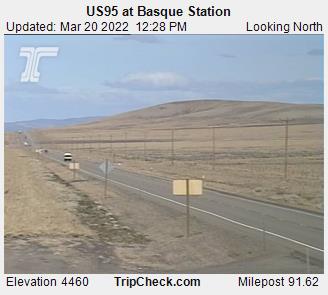 US95 at Basque Station
Updated: Mar 20 2022 12:28 PM Looking North
Elevation 4460 TripCheck.com Milepost 91.62